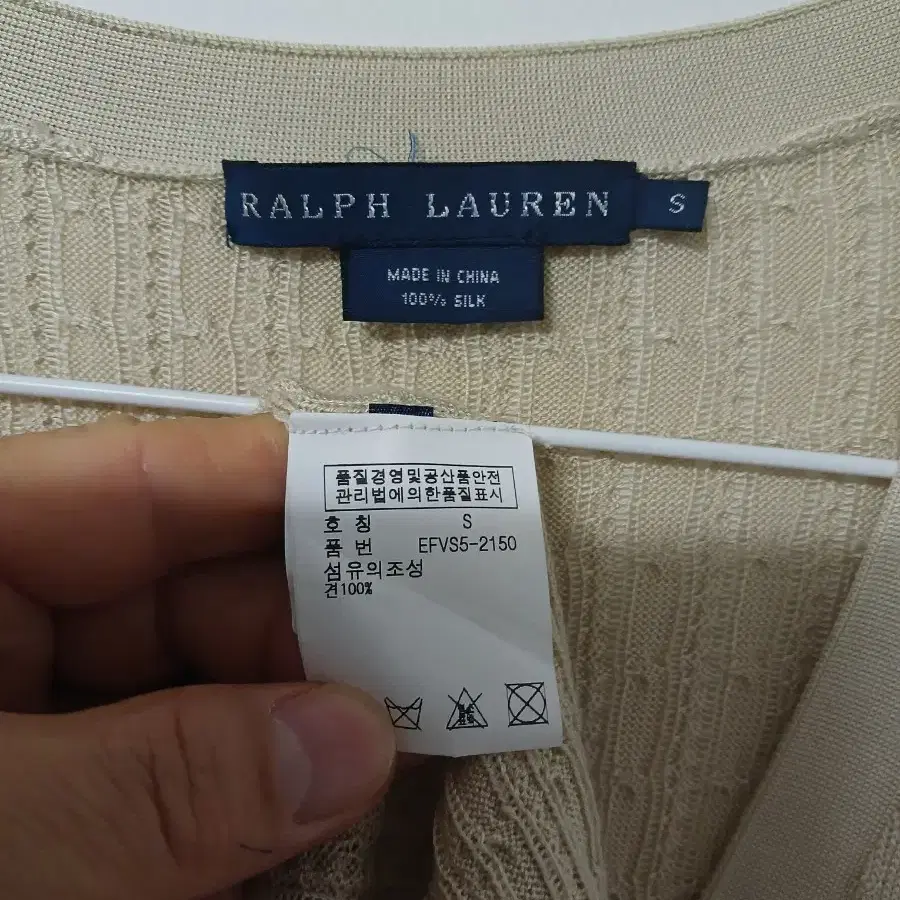 RALPH LAUREN S
MADE IN CHINA
100% SILK
품질경영및공산품안전
관리법에의한품질표시
호 칭 S
품 번 EFVS5-2150
섬유의조성
견100%